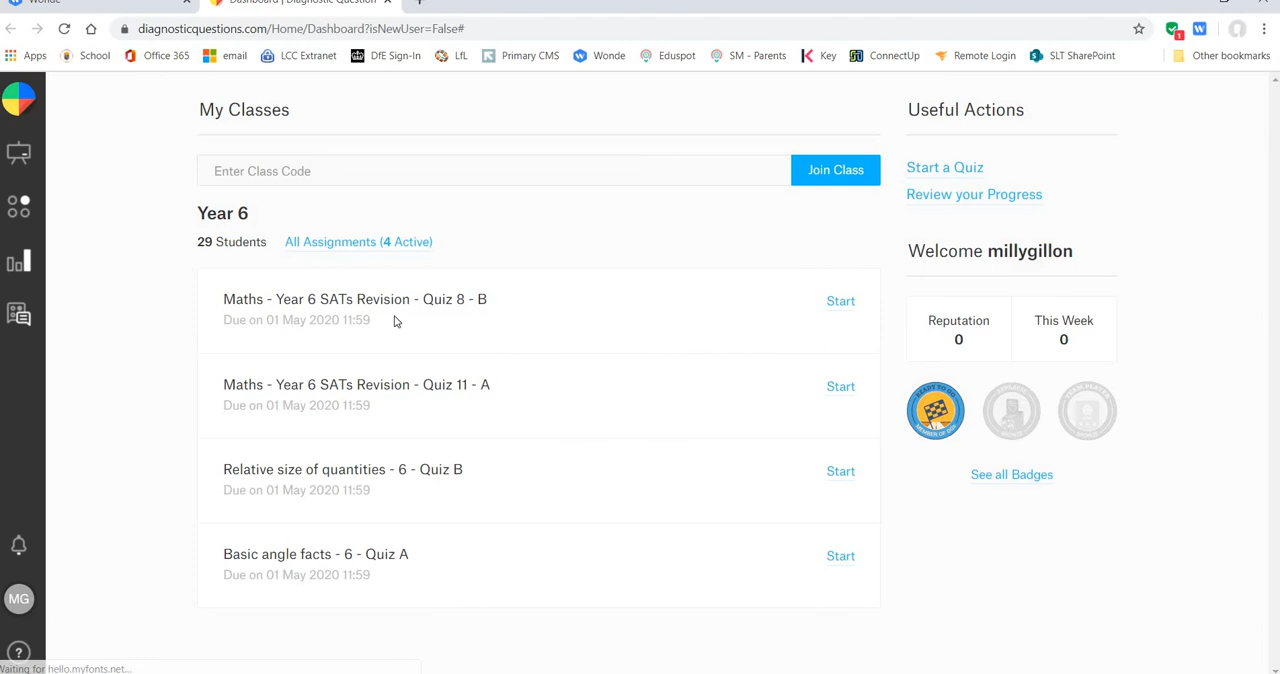 Wonde
Dashboard | Diagnostic Question
diagnosticquestions.com/Home/Dashboard?isNewUser=False#
1
Apps School Office 365 email LCC Extranet DfE Sign-In LfL Primary CMS Wonde Eduspot SM - Parents Key ConnectUp Remote Login SLT SharePoint Other bookmarks
My Classes
Enter Class Code
Join Class
Year 6
29 Students All Assignments (4 Active)
Maths - Year 6 SATs Revision - Quiz 8 - B
Due on 01 May 2020 11:59
Start
Maths - Year 6 SATs Revision - Quiz 11 - A
Due on 01 May 2020 11:59
Start
Relative size of quantities - 6 - Quiz B
Due on 01 May 2020 11:59
Start
Basic angle facts - 6 - Quiz A
Due on 01 May 2020 11:59
Start
Useful Actions
Start a Quiz
Review your Progress
Welcome millygillon
Reputation
0
This Week
0
READY TO GO
See all Badges
MG
?
Waiting for hello.myfonts.net...